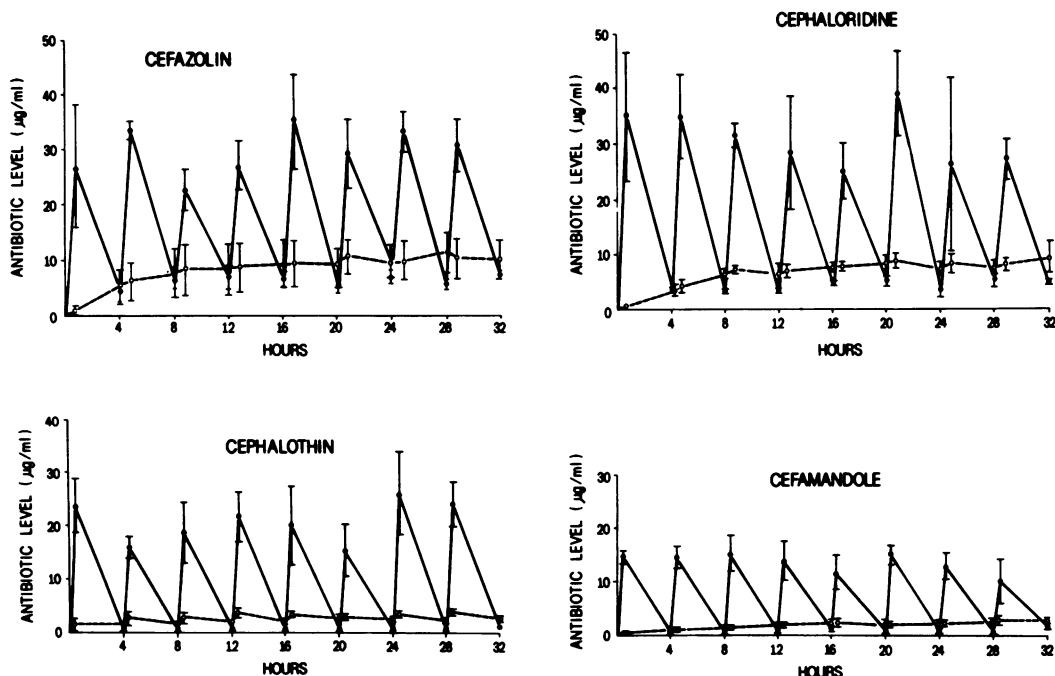 CEFAZOLIN
ANTIBIOTIC LEVEL (µg/ml)
50
40
30
20
10
0
4 8 12 16 20 24 28 32
HOURS
CEPHALORIDINE
ANTIBIOTIC LEVEL (µg/ml)
50
40
30
20
10
0
4 8 12 16 20 24 28 32
HOURS
CEPHALOTHIN
ANTIBIOTIC LEVEL (µg/ml)
40
30
20
10
0
4 8 12 16 20 24 28 32
HOURS
CEFAMANDOLE
ANTIBIOTIC LEVEL (µg/ml)
30
20
10
0
4 8 12 16 20 24 28 32
HOURS